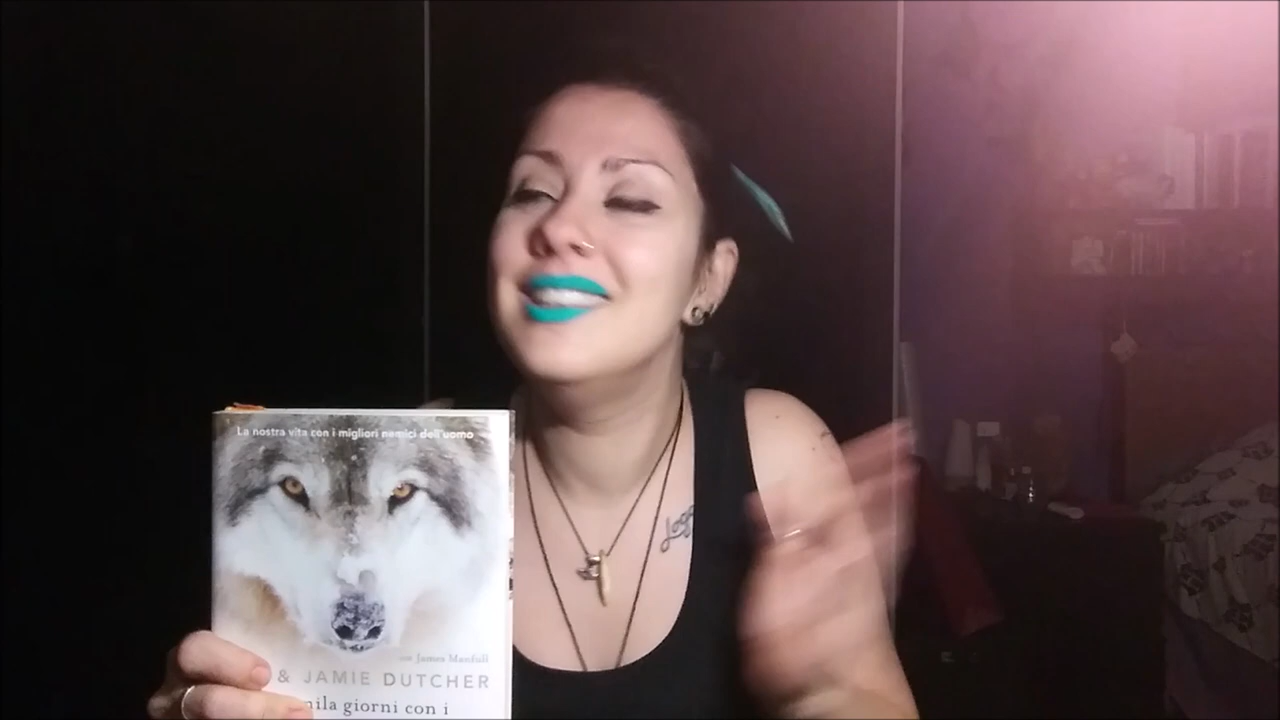 La nostra vita con i migliori nemici dell'uomo
con James Manfull
& JAMIE DUTCHER
mila giorni con i